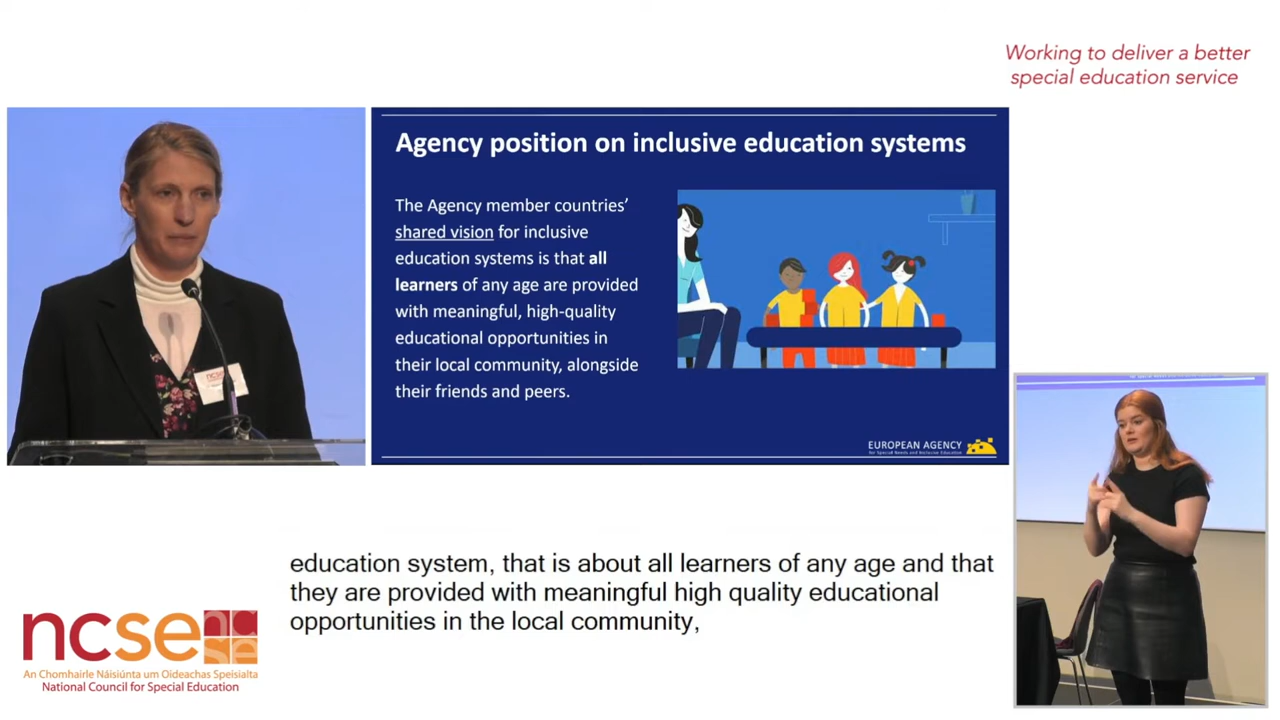 Working to deliver a better
special education service
Agency position on inclusive education systems
The Agency member countries’
shared vision for inclusive
education systems is that all
learners of any age are provided
with meaningful, high-quality
educational opportunities in
their local community, alongside
their friends and peers.
EUROPEAN AGENCY
for Special Needs and Inclusive Education
ncse
education system, that is about all learners of any age and that
they are provided with meaningful high quality educational
opportunities in the local community,
ncse
nc
se
An Chomhairle Náisiúnta um Oideachas Speisialta
National Council for Special Education